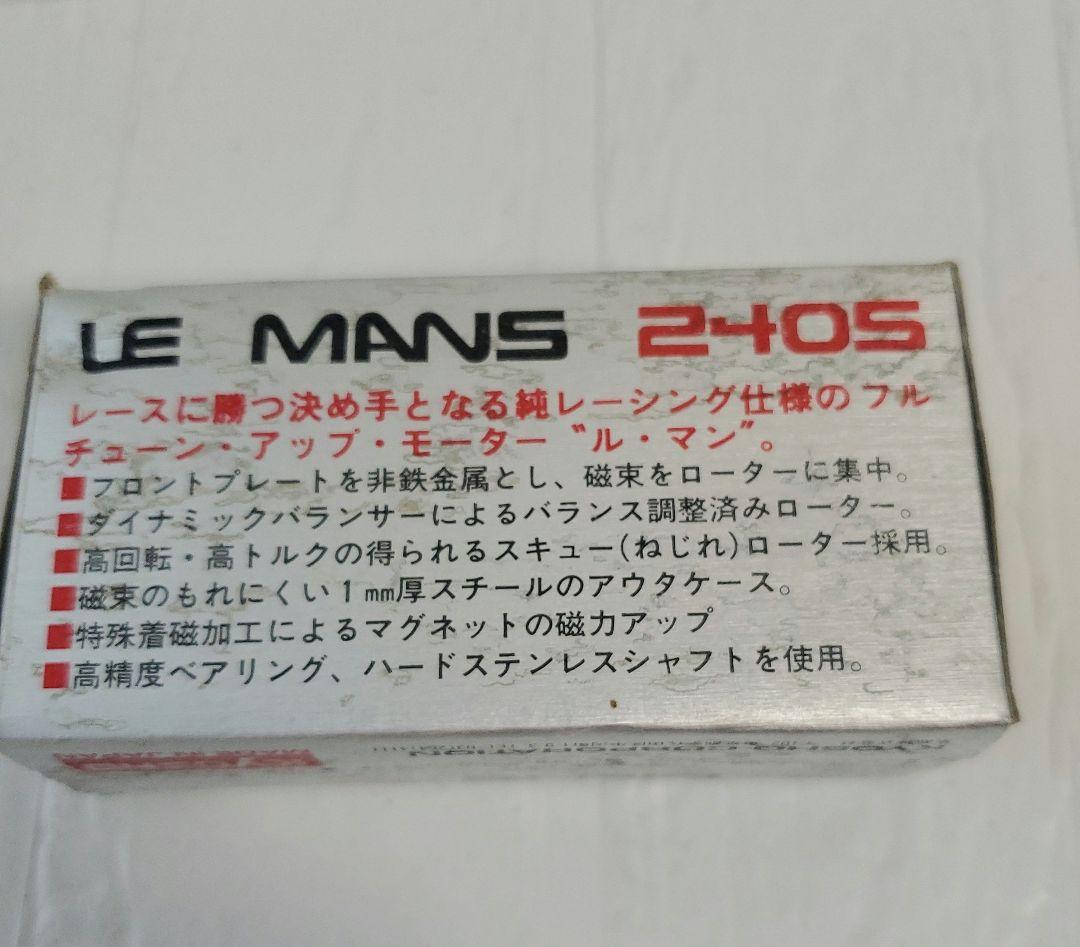 LE MANS 240S
レースに勝つ決め手となる純レーシング仕様のフル
チューン・アップ・モーター〝ル・マン〟。
■フロントプレートを非鉄金属とし、磁束をローターに集中。
■ダイナミックバランサーによるバランス調整済みローター。
■高回転・高トルクの得られるスキュー(ねじれ)ローター採用。
■磁束のもれにくい1㎜厚スチールのアウタケース。
■特殊着磁加工によるマグネットの磁力アップ
■高精度ベアリング、ハードステンレスシャフトを使用。
KYOSHO CORPORATION